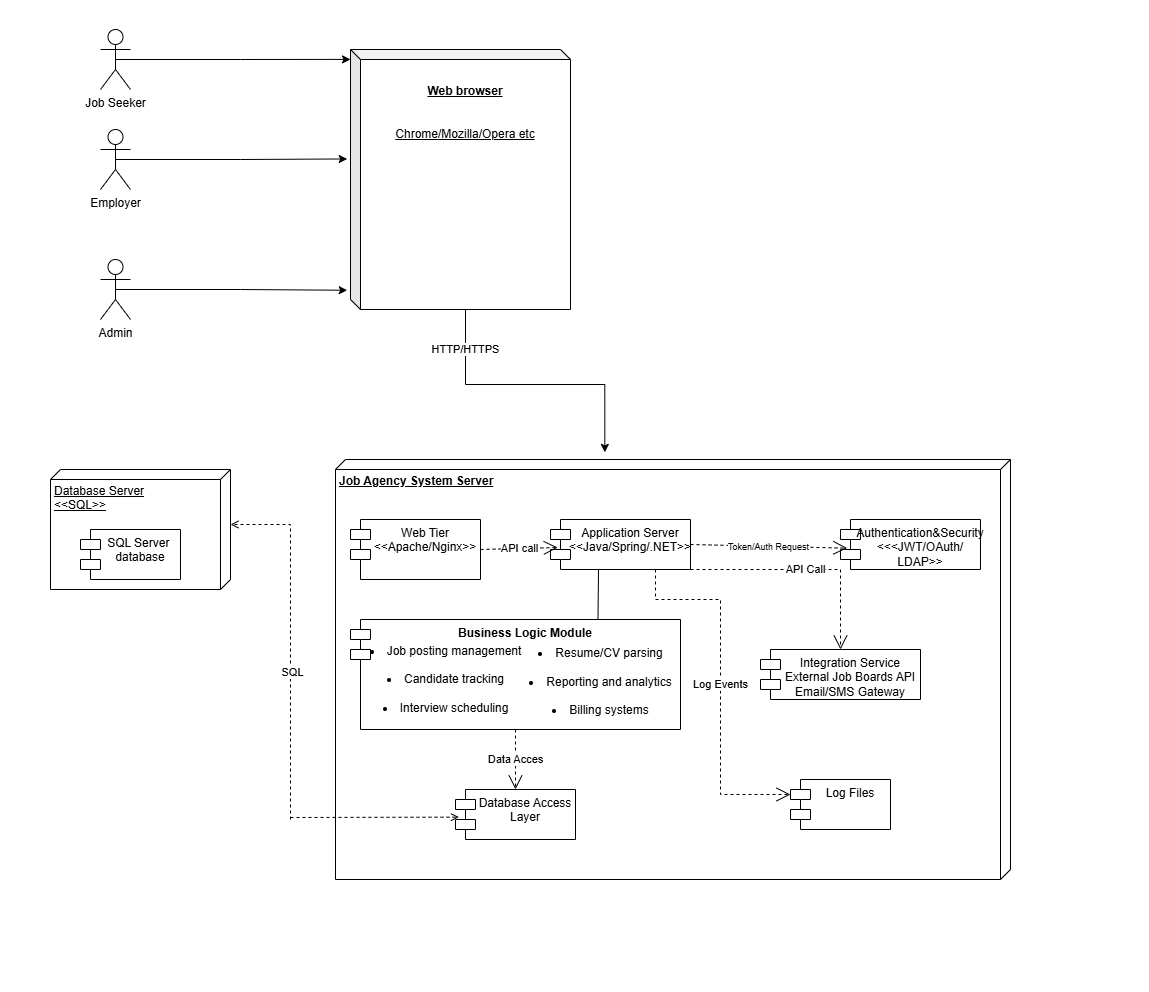 Job Seeker
Employer
Admin
Web browser
Chrome/Mozilla/Opera etc
HTTP/HTTPS
Database Server
<<SQL>>
SQL Server
database
SQL
Job Agency System Server
Web Tier
<<Apache/Nginx>>
API call
Application Server
<<Java/Spring/.NET>>
Token/Auth Request
Authentication&Security
<<<JWT/OAuth/
LDAP>>
API Call
Business Logic Module
Job posting management
Resume/CV parsing
Candidate tracking
Reporting and analytics
Interview scheduling
Billing systems
Log Events
Integration Service
External Job Boards API
Email/SMS Gateway
Data Acces
Database Access
Layer
Log Files